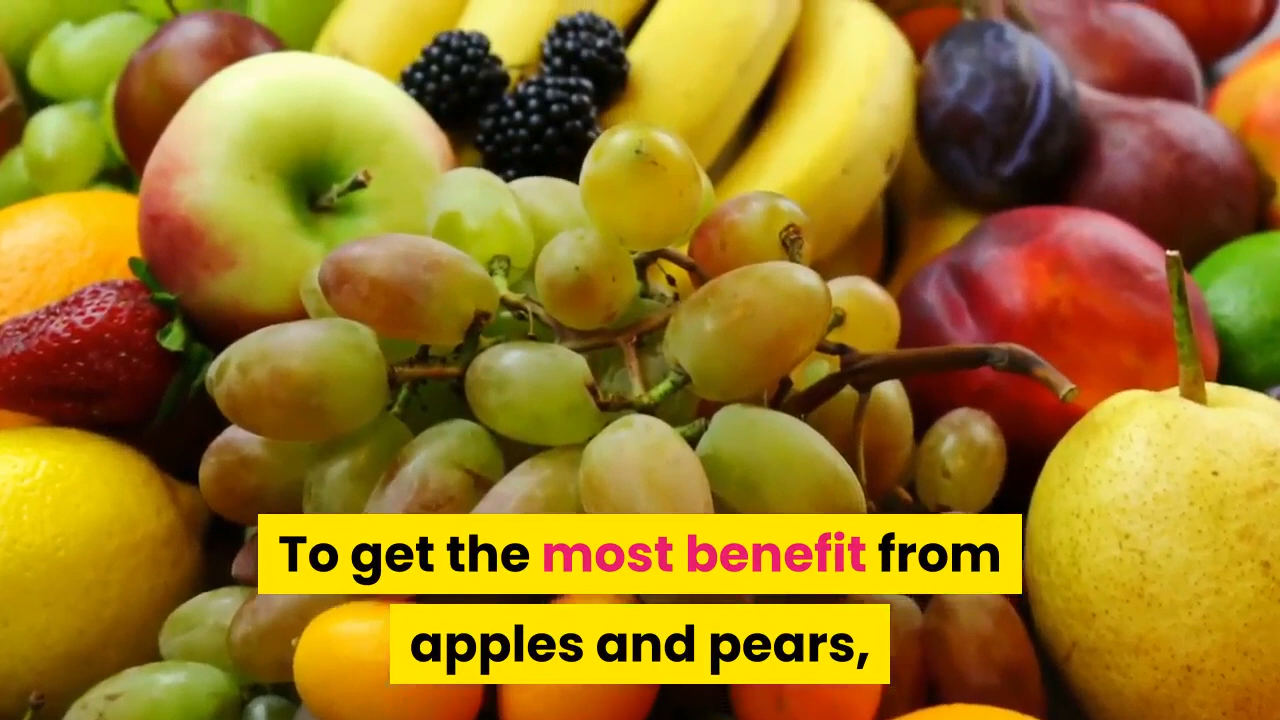 To get the most benefit from
apples and pears,